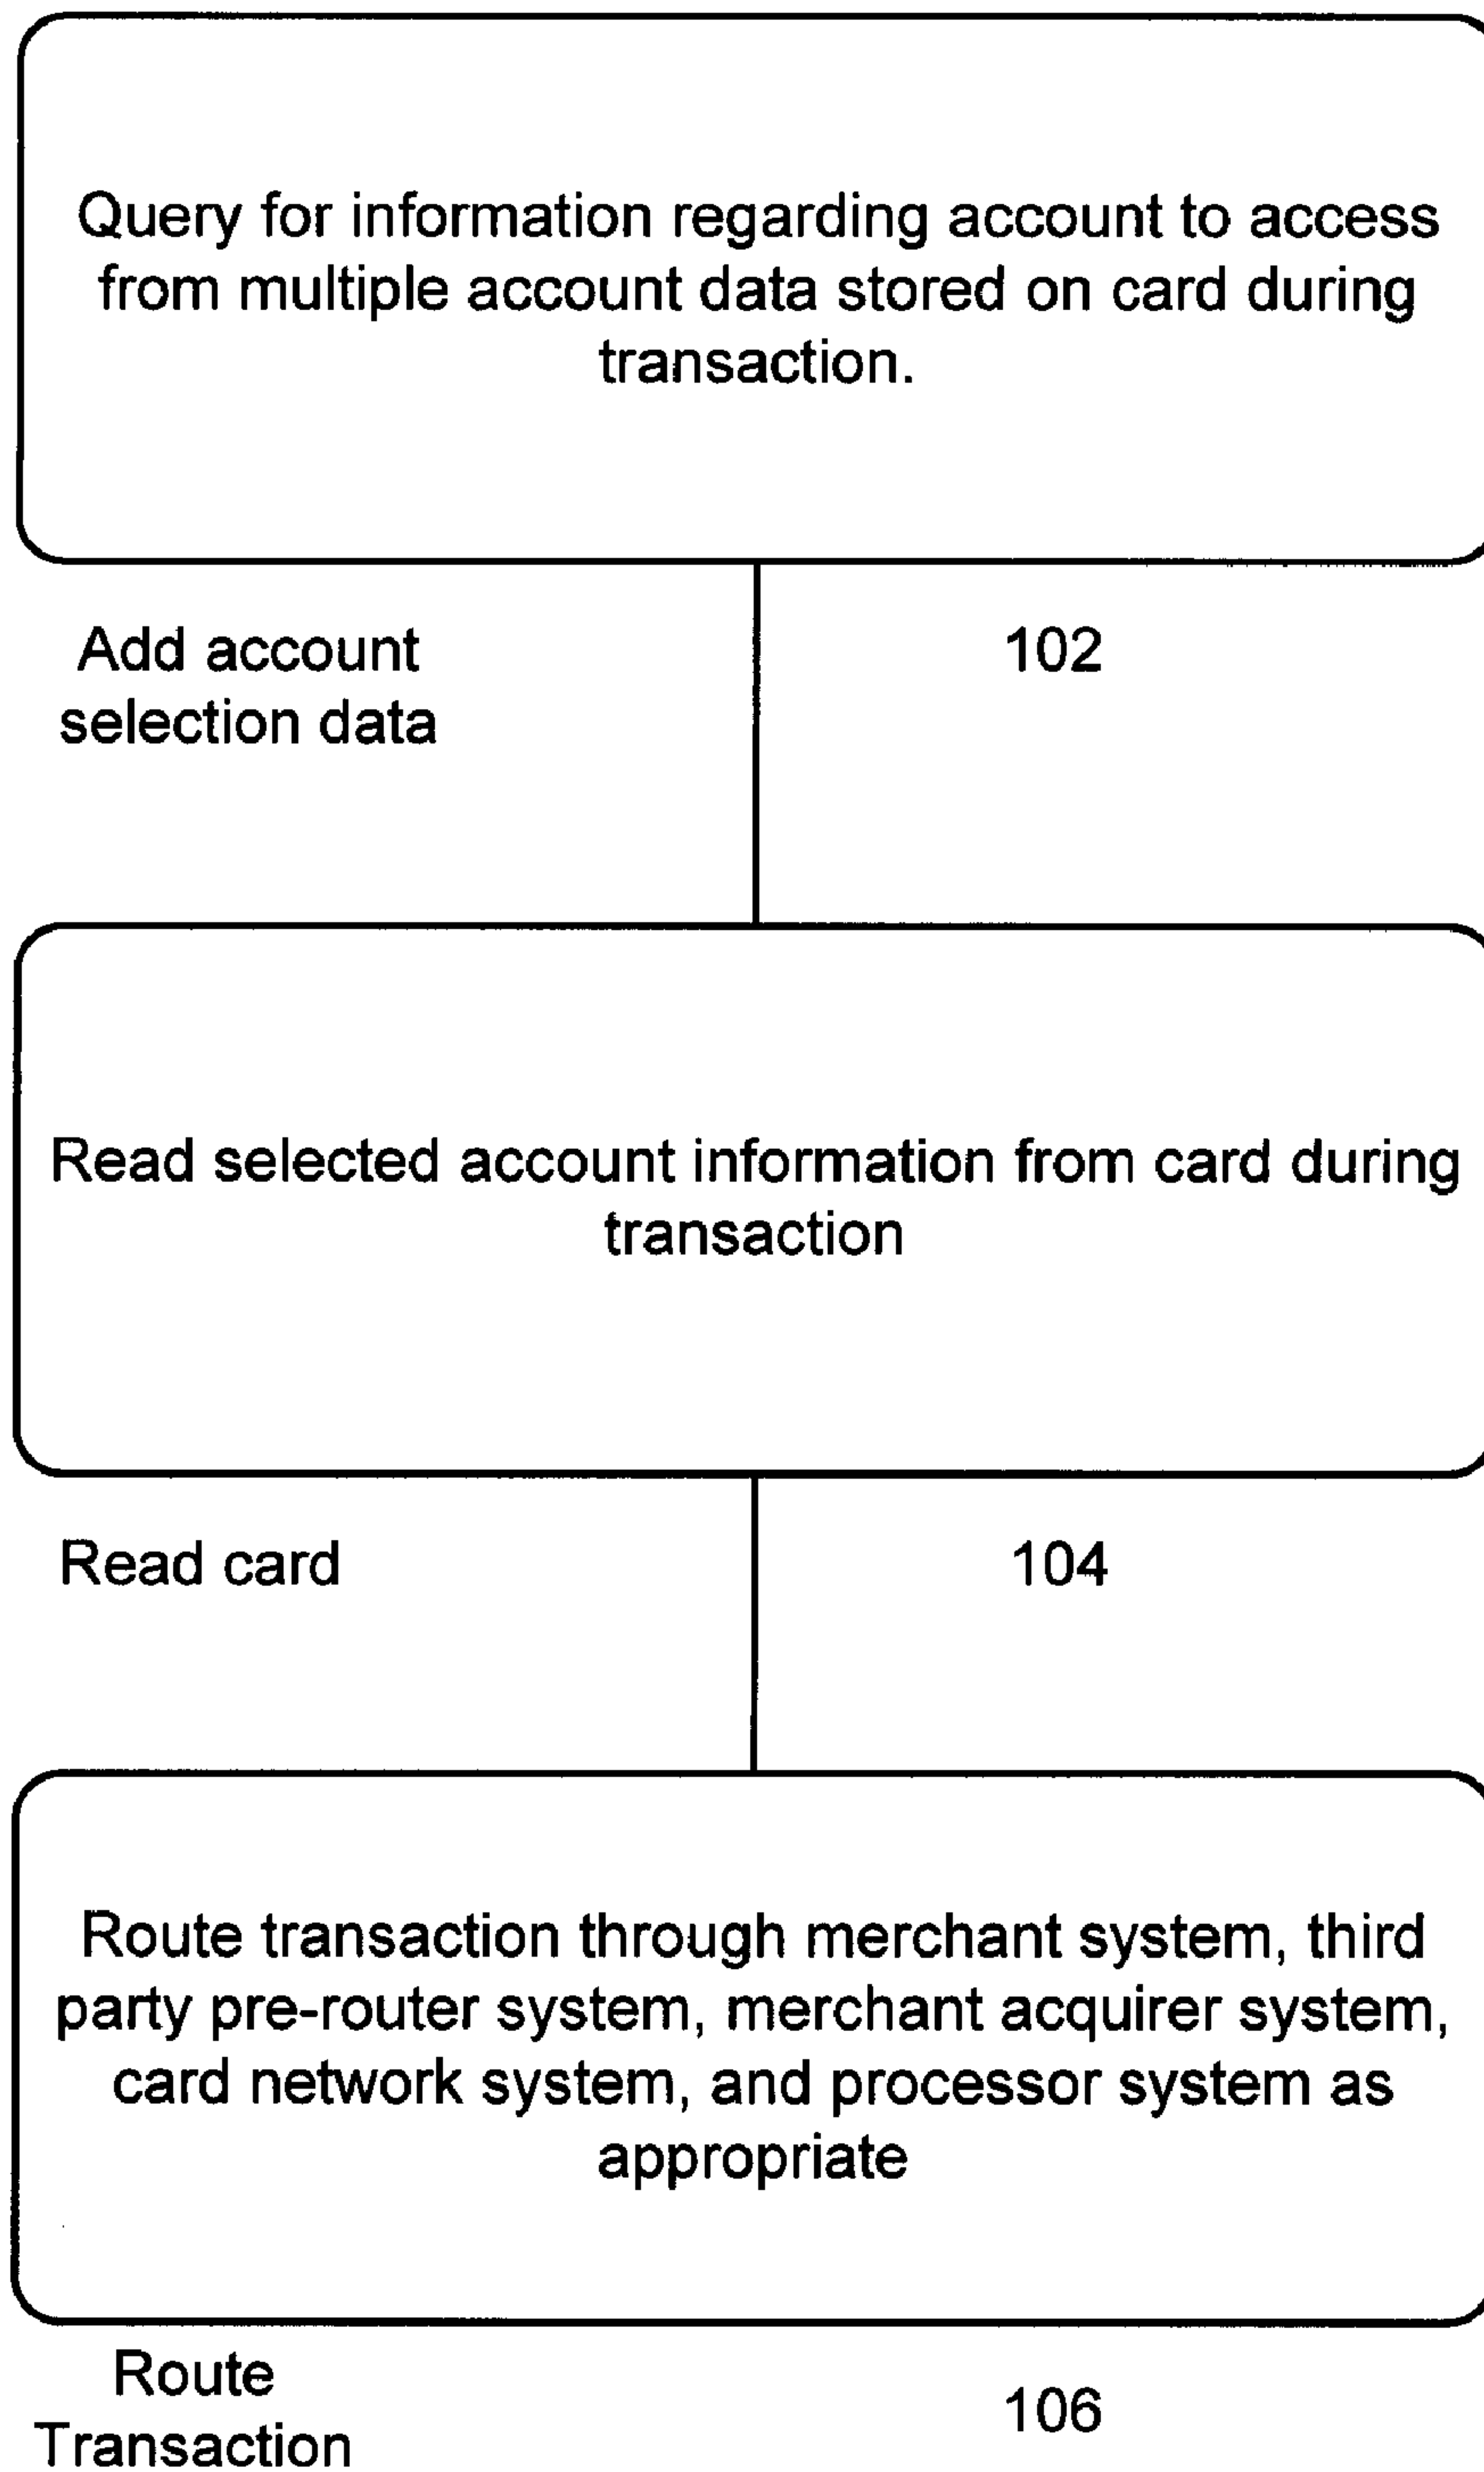 Query for information regarding account to access
from multiple account data stored on card during
transaction.
Add account
selection data
102
Read selected account information from card during
transaction
Read card
104
Route transaction through merchant system, third
party pre-router system, merchant acquirer system,
card network system, and processor system as
appropriate
Route
Transaction
106